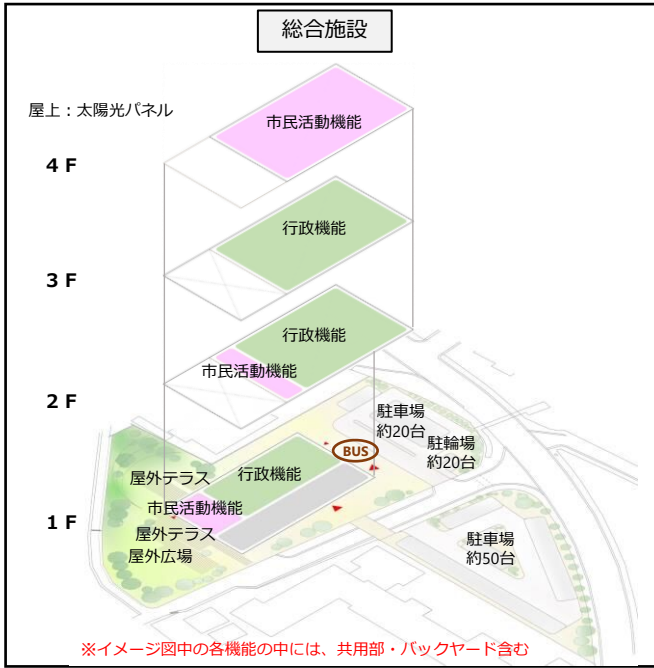 総合施設
屋上：太陽光パネル
市民活動機能
4 F
行政機能
3 F
行政機能
市民活動機能
2 F
駐車場
約20台
駐輪場
約20台
BUS
屋外テラス
行政機能
市民活動機能
1 F
屋外テラス
屋外広場
駐車場
約50台
※イメージ図中の各機能の中には、共用部・バックヤード含む